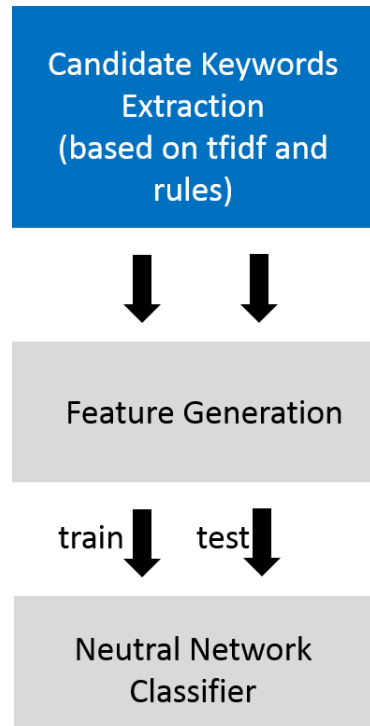 Candidate Keywords
Extraction
(based on tfidf and
rules)
Feature Generation
train test
Neutral Network
Classifier